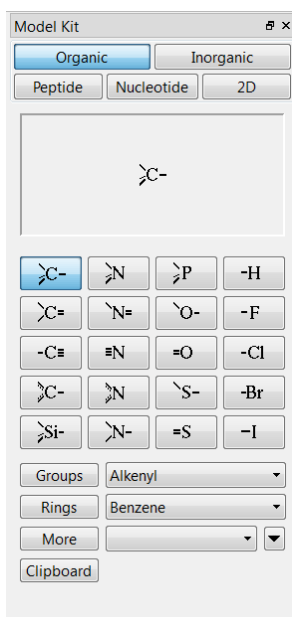 Model Kit
Organic Inorganic
Peptide Nucleotide 2D
C-
C- N P -H
C= N= O- -F
-C≡ ≡N =O -Cl
C- N S- -Br
Si- N- =S -I
Groups Alkenyl
Rings Benzene
More
Clipboard